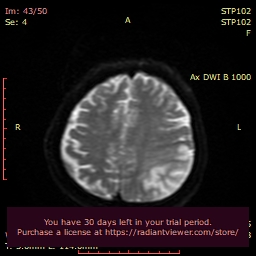 Im: 43/50
Se: 4
A
STP102
STP102
F
Ax DWI B 1000
R
L
You have 30 days left in your trial period.
Purchase a license at https://radiantviewer.com/store/